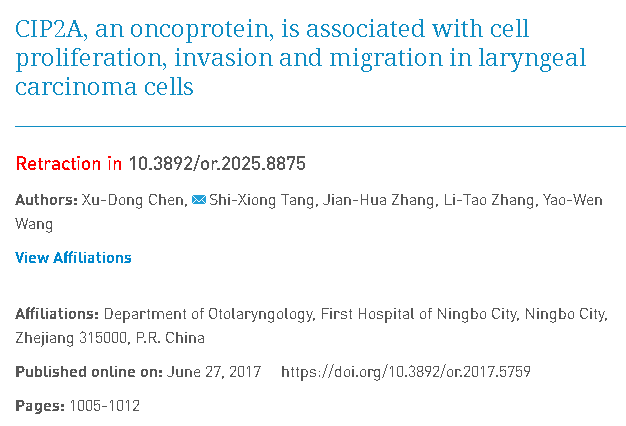 CIP2A, an oncoprotein, is associated with cell
proliferation, invasion and migration in laryngeal
carcinoma cells
Retraction in 10.3892/or.2025.8875
Authors: Xu-Dong Chen, Shi-Xiong Tang, Jian-Hua Zhang, Li-Tao Zhang, Yao-Wen
Wang
View Affiliations
Affiliations: Department of Otolaryngology, First Hospital of Ningbo City, Ningbo City,
Zhejiang 315000, P.R. China
Published online on: June 27, 2017 https://doi.org/10.3892/or.2017.5759
Pages: 1005-1012